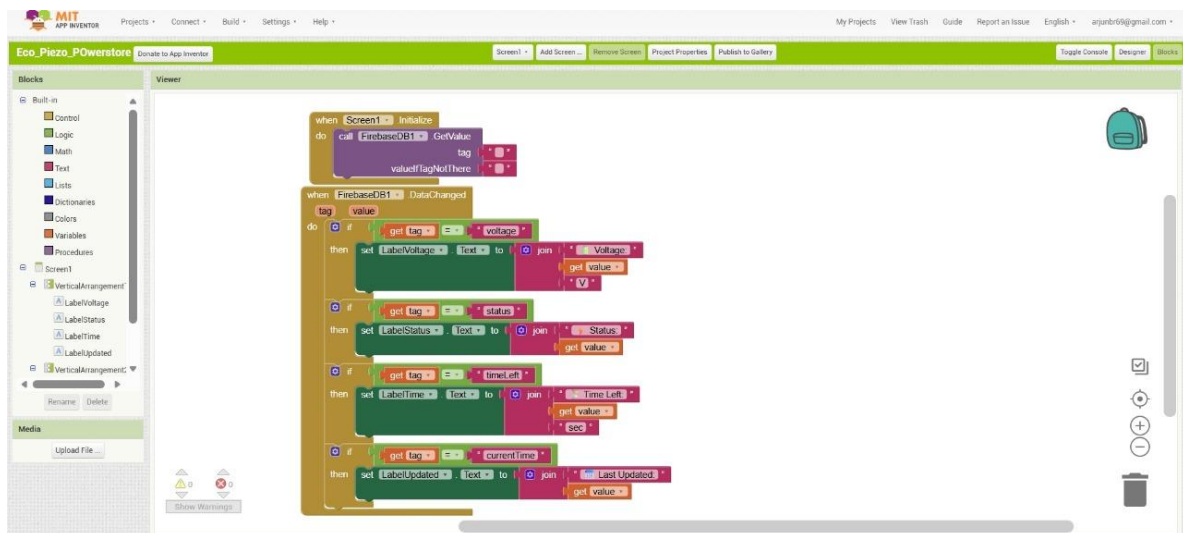 MIT
APP INVENTOR
Projects Connect Build Settings Help My Projects View Trash Guide Report an Issue English arjunbr69@gmail.com
Eco_Piezo_POwerstore Donate to App Inventor Screen1 Add Screen ... Remove Screen Project Properties Publish to Gallery Toggle Console Designer Blocks
Blocks
Built-in
Control
Logic
Math
Text
Lists
Dictionaries
Colors
Variables
Procedures
Screen1
VerticalArrangement
LabelVoltage
LabelStatus
LabelTime
LabelUpdated
VerticalArrangement2
Rename Delete
Media
Upload File ...
Viewer
when Screen1 .Initialize
do call FirebaseDB1 .GetValue
tag " "
valueIfTagNotThere " "
when FirebaseDB1 .DataChanged
tag value
do if get tag = " voltage "
then set LabelVoltage . Text to join " Voltage: "
get value
" V "
if get tag = " status "
then set LabelStatus . Text to join " Status: "
get value
if get tag = " timeLeft "
then set LabelTime . Text to join " Time Left: "
get value
" sec "
if get tag = " currentTime "
then set LabelUpdated . Text to join " Last Updated: "
get value
0 0
Show Warnings